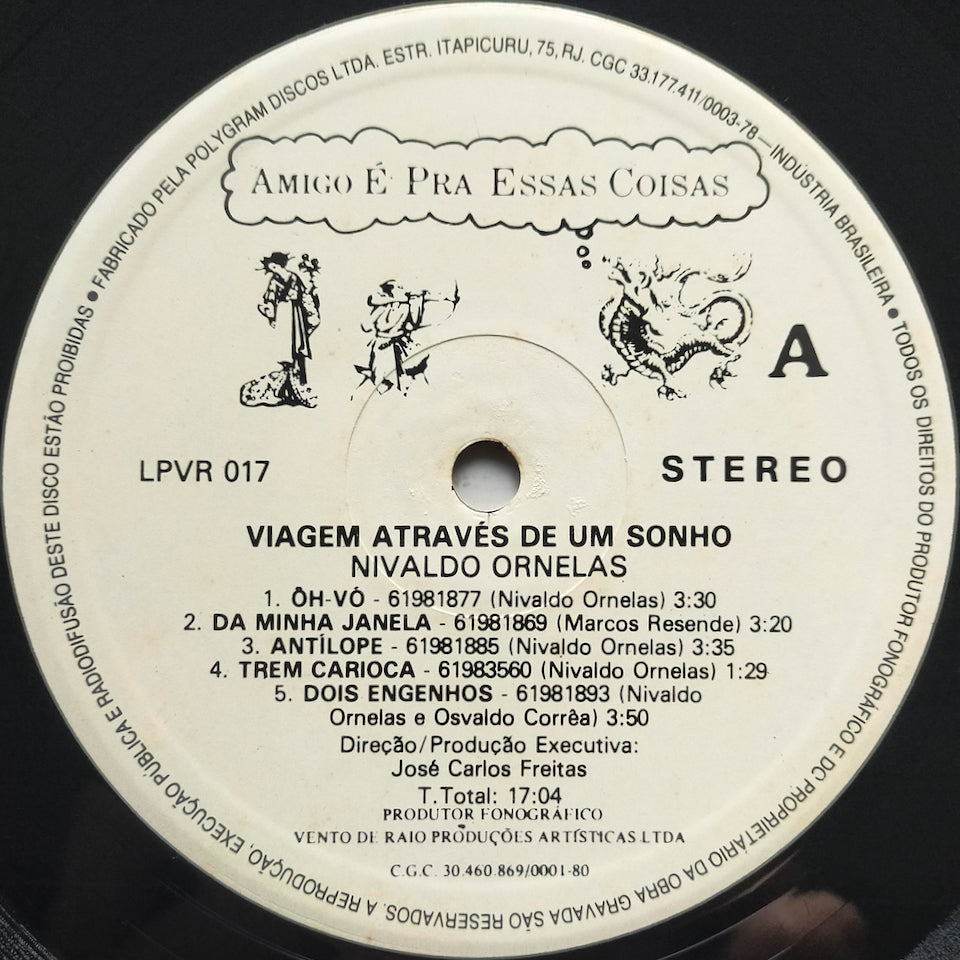 FABRICADO PELA POLYGRAM DISCOS LTDA. ESTR. ITAPICURU, 75, RJ. CGC 33.177.411/0003-78 — INDÚSTRIA BRASILEIRA ● TODOS OS DIREITOS DO PRODUTOR FONOGRÁFICO E DO PROPRIETÁRIO DA OBRA GRAVADA SÃO RESERVADOS. A REPRODUÇÃO, EXECUÇÃO PÚBLICA E RADIODIFUSÃO DESTE DISCO ESTÃO PROIBIDAS ●
AMIGO É PRA ESSAS COISAS
A
LPVR 017
STEREO
VIAGEM ATRAVÉS DE UM SONHO
NIVALDO ORNELAS
1. ÔH-VÓ - 61981877 (Nivaldo Ornelas) 3:30
2. DA MINHA JANELA - 61981869 (Marcos Resende) 3:20
3. ANTÍLOPE - 61981885 (Nivaldo Ornelas) 3:35
4. TREM CARIOCA - 61983560 (Nivaldo Ornelas) 1:29
5. DOIS ENGENHOS - 61981893 (Nivaldo
Ornelas e Osvaldo Corrêa) 3:50
Direção/Produção Executiva:
José Carlos Freitas
T.Total: 17:04
PRODUTOR FONOGRÁFICO
VENTO DE RAIO PRODUÇÕES ARTÍSTICAS LTDA
C.G.C. 30.460.869/0001-80